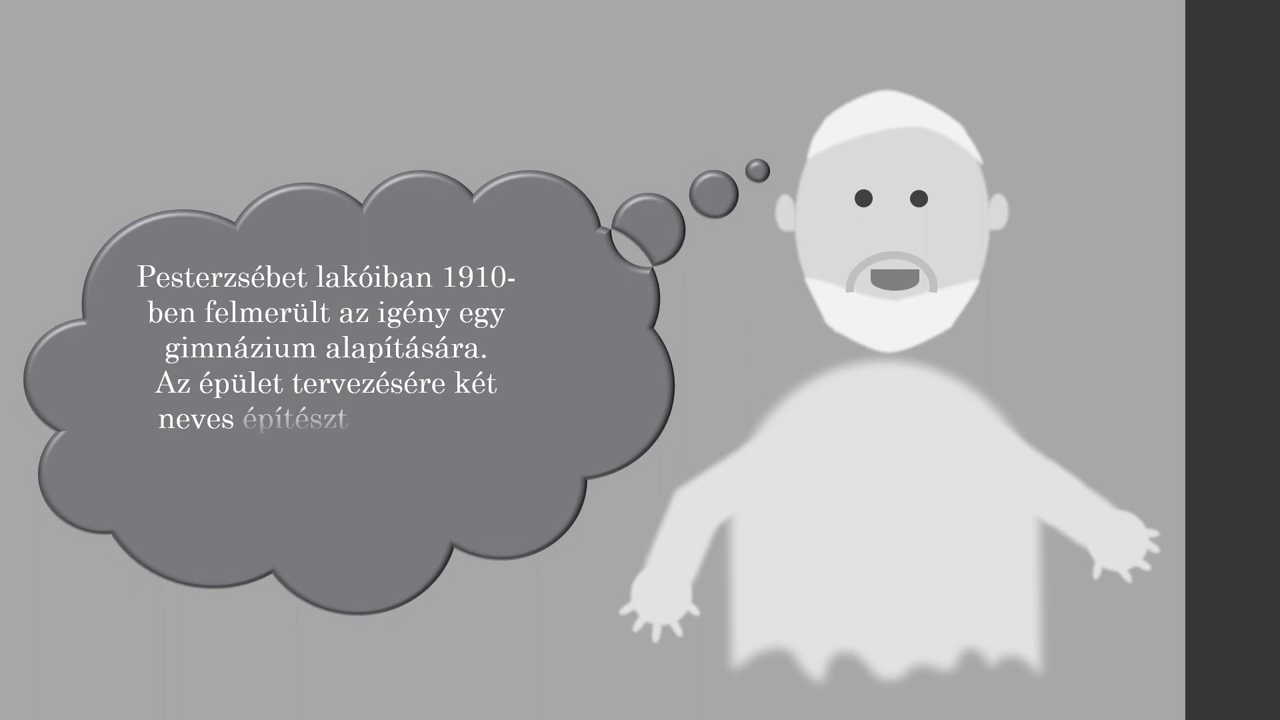 Pesterzsébet lakóiban 1910-
ben felmerült az igény egy
gimnázium alapítására.
Az épület tervezésére két
neves építészt